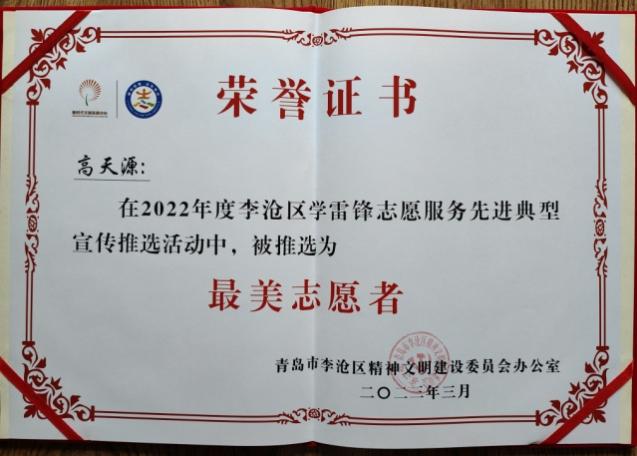 荣誉证书
高天源：
在2022年度李沧区学雷锋志愿服务先进典型
宣传推选活动中，被推选为
最美志愿者
青岛市李沧区精神文明建设委员会办公室
二〇二三年三月